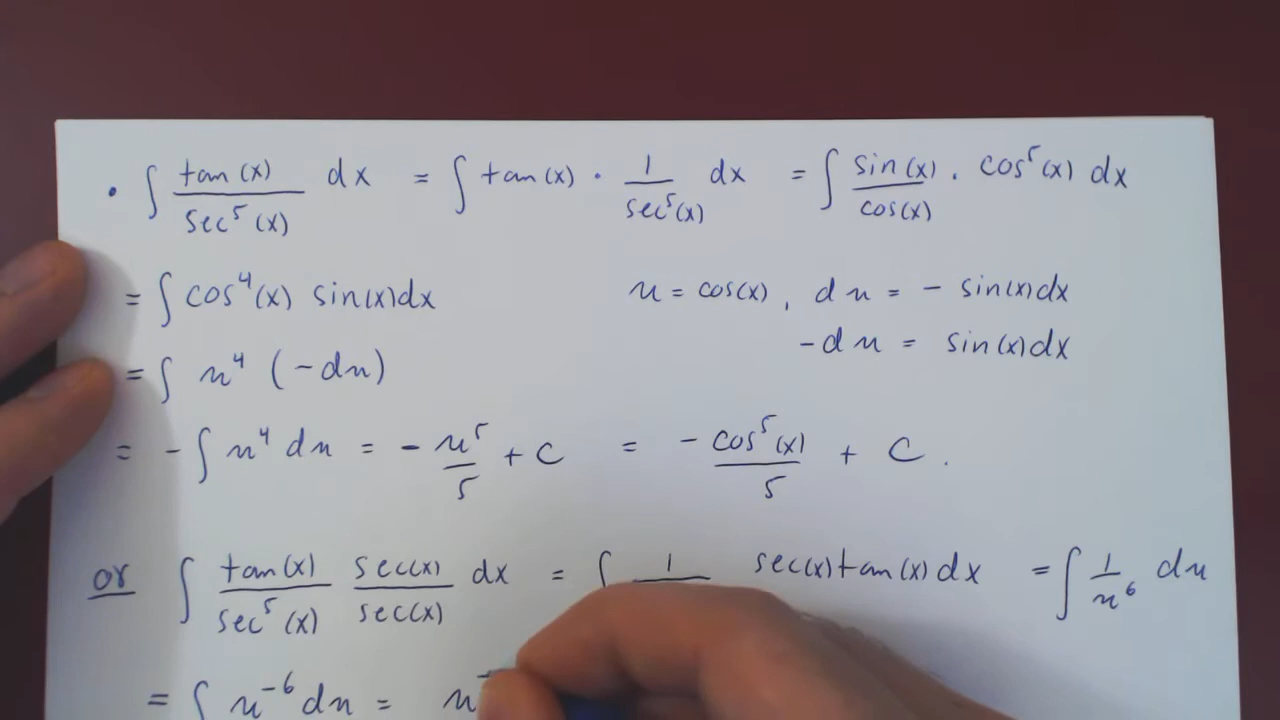 • ∫ tan(x)/sec⁵(x) dx = ∫ tan(x) · 1/sec⁵(x) dx = ∫ sin(x)/cos(x) · cos⁵(x) dx
= ∫ cos⁴(x) sin(x)dx u = cos(x), du = - sin(x)dx
= ∫ u⁴ (-du) -du = sin(x)dx
= - ∫ u⁴ du = - u⁵/5 + C = - cos⁵(x)/5 + C.
or ∫ tan(x)/sec⁵(x) sec(x)/sec(x) dx = ∫ 1 sec(x)tan(x)dx = ∫ 1/u⁶ du
= ∫ u⁻⁶ du = u⁻